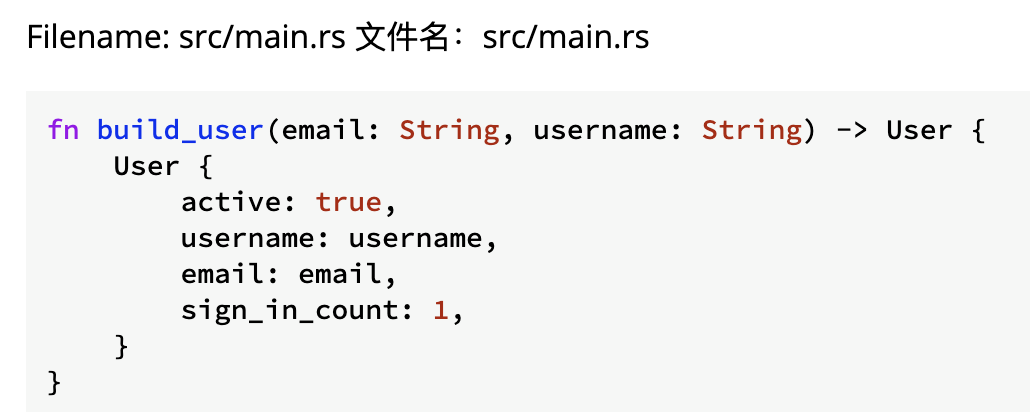 Filename: src/main.rs 文件名：src/main.rs
fn build_user(email: String, username: String) -> User {
    User {
        active: true,
        username: username,
        email: email,
        sign_in_count: 1,
    }
}